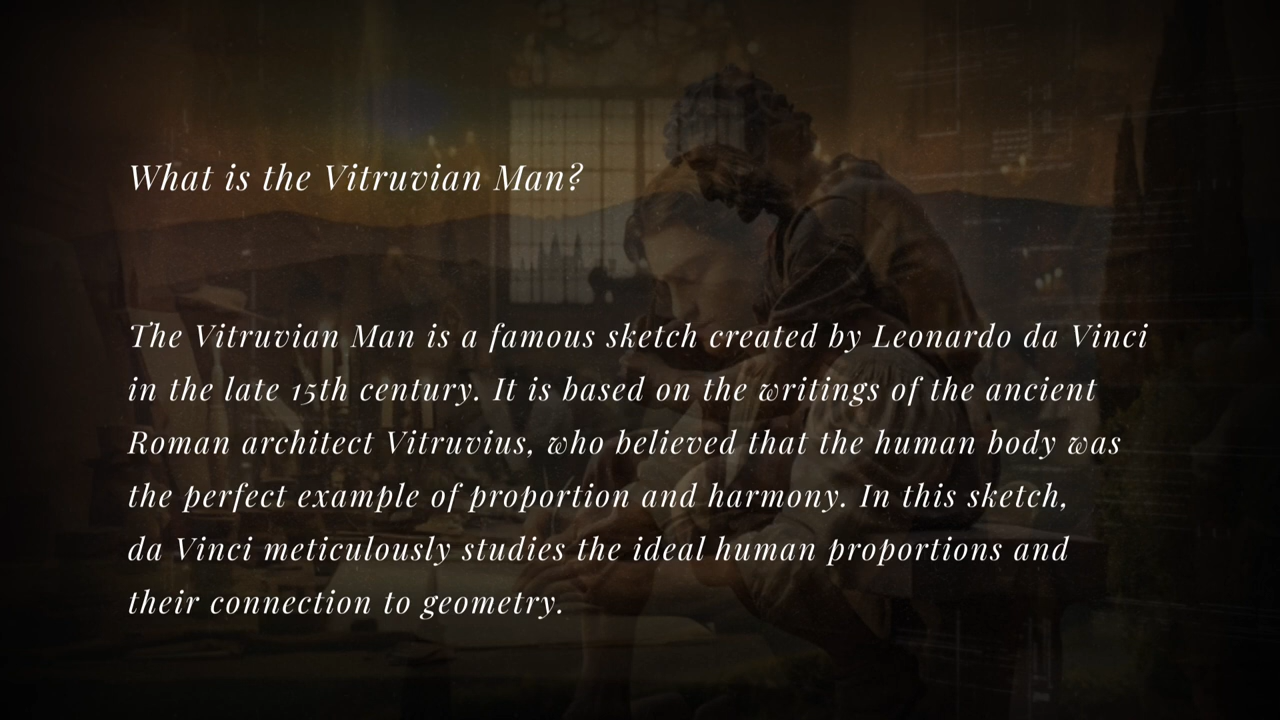 What is the Vitruvian Man?
The Vitruvian Man is a famous sketch created by Leonardo da Vinci
in the late 15th century. It is based on the writings of the ancient
Roman architect Vitruvius, who believed that the human body was
the perfect example of proportion and harmony. In this sketch,
da Vinci meticulously studies the ideal human proportions and
their connection to geometry.